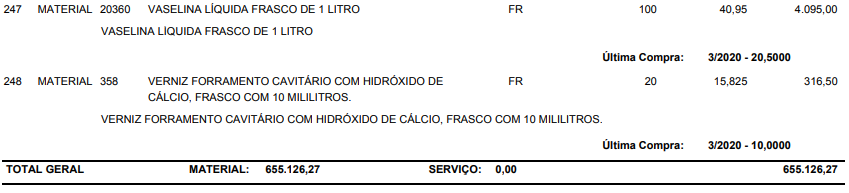 247 MATERIAL 20360 VASELINA LÍQUIDA FRASCO DE 1 LITRO FR 100 40,95 4.095,00
VASELINA LÍQUIDA FRASCO DE 1 LITRO
Última Compra: 3/2020 - 20,5000
248 MATERIAL 358 VERNIZ FORRAMENTO CAVITÁRIO COM HIDRÓXIDO DE FR 20 15,825 316,50
CÁLCIO, FRASCO COM 10 MILILITROS.
VERNIZ FORRAMENTO CAVITÁRIO COM HIDRÓXIDO DE CÁLCIO, FRASCO COM 10 MILILITROS.
Última Compra: 3/2020 - 10,0000
TOTAL GERAL MATERIAL: 655.126,27 SERVIÇO: 0,00 655.126,27